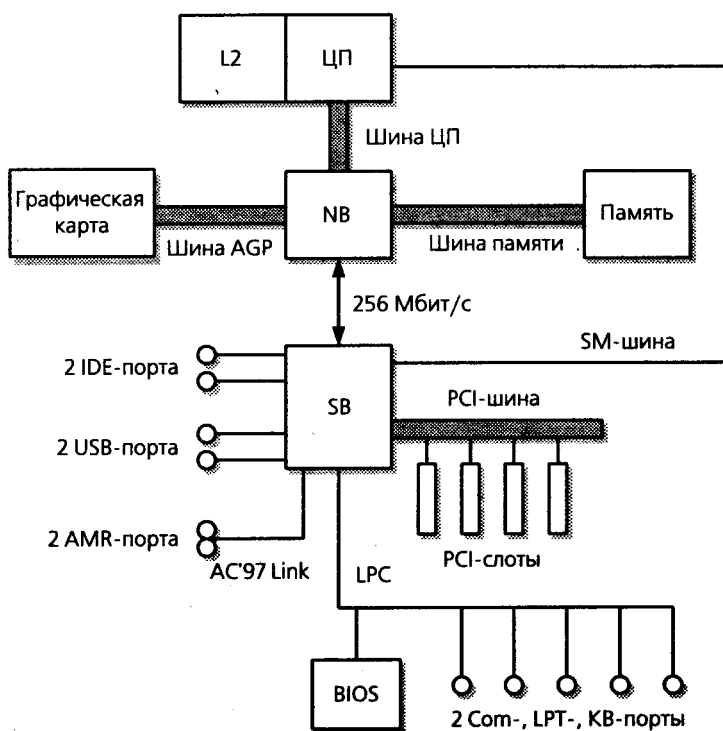 L2
ЦП
Шина ЦП
Графическая
карта
NB
Память
Шина AGP
Шина памяти
256 Мбит/с
SM-шина
2 IDE-порта
SB
PCI-шина
2 USB-порта
2 AMR-порта
PCI-слоты
AC'97 Link
LPC
BIOS
2 Com-, LPT-, KB-порты